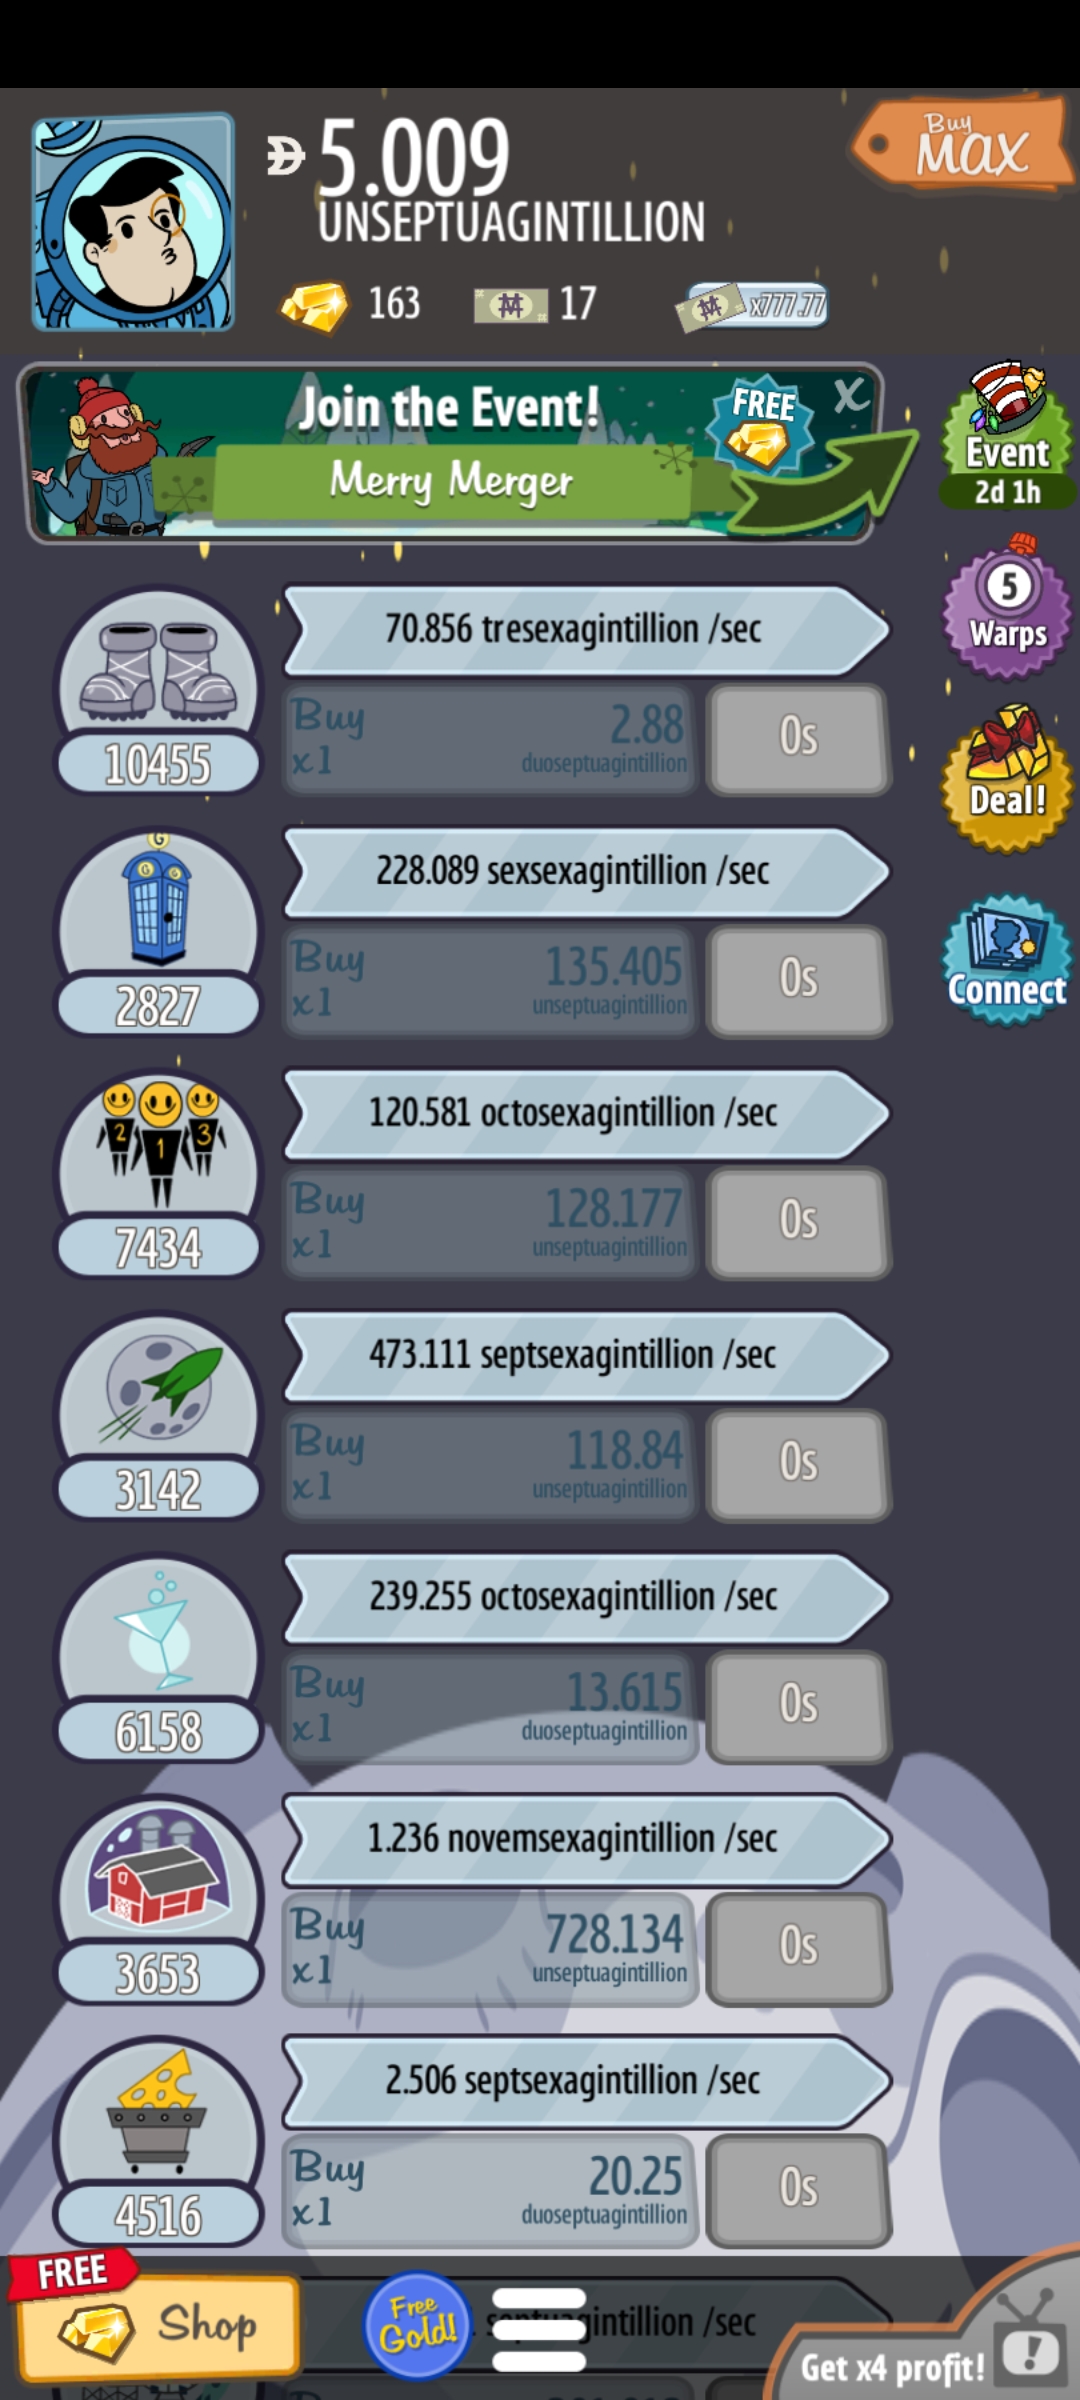 5.009
UNSEPTUAGINTILLION
Buy
MAX
163
17
x777.77
Join the Event!
Merry Merger
FREE
X
Event
2d 1h
5
Warps
Deal!
Connect
70.856 tresexagintillion /sec
10455
Buy
x1
2.88
duoseptuagintillion
0s
228.089 sexsexagintillion /sec
2827
Buy
x1
135.405
unseptuagintillion
0s
2 1 3
120.581 octosexagintillion /sec
7434
Buy
x1
128.177
unseptuagintillion
0s
473.111 septsexagintillion /sec
3142
Buy
x1
118.84
unseptuagintillion
0s
239.255 octosexagintillion /sec
6158
Buy
x1
13.615
duoseptuagintillion
0s
1.236 novemsexagintillion /sec
3653
Buy
x1
728.134
unseptuagintillion
0s
2.506 septsexagintillion /sec
4516
Buy
x1
20.25
duoseptuagintillion
0s
FREE
Shop
Free
Gold!
septuagintillion /sec
Get x4 profit!